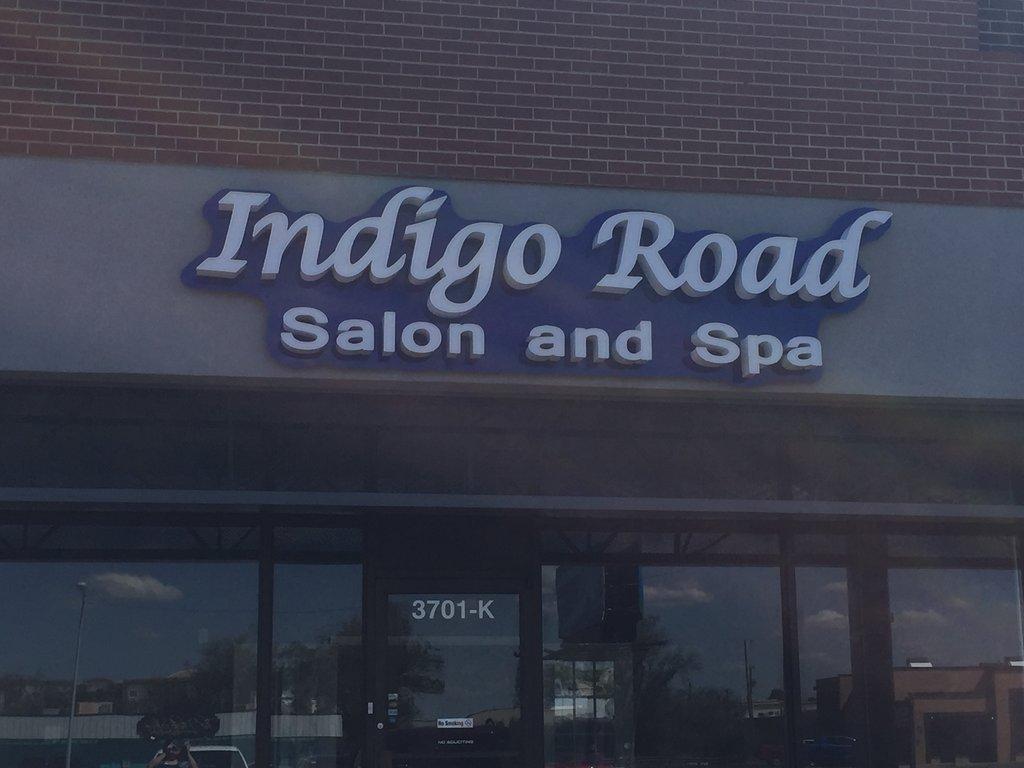 Indigo Road
Salon and Spa
3701-K
No Smoking
NO SOLICITING